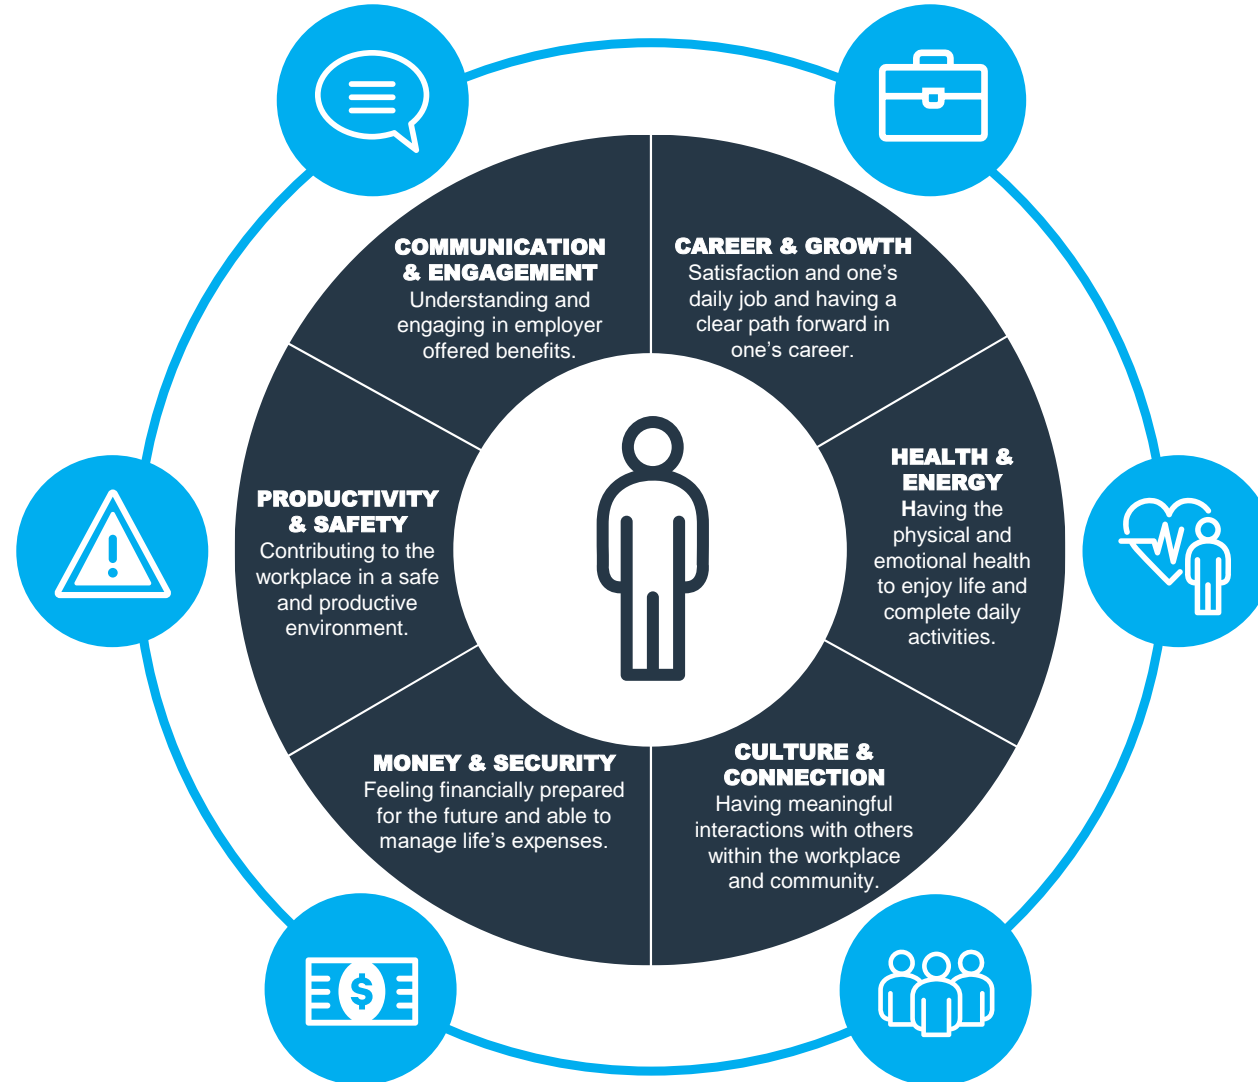 COMMUNICATION
& ENGAGEMENT
Understanding and
engaging in employer
offered benefits.
CAREER & GROWTH
Satisfaction and one’s
daily job and having a
clear path forward in
one’s career.
HEALTH &
ENERGY
Having the
physical and
emotional health
to enjoy life and
complete daily
activities.
CULTURE &
CONNECTION
Having meaningful
interactions with others
within the workplace
and community.
MONEY & SECURITY
Feeling financially prepared
for the future and able to
manage life’s expenses.
PRODUCTIVITY
& SAFETY
Contributing to the
workplace in a safe
and productive
environment.
$